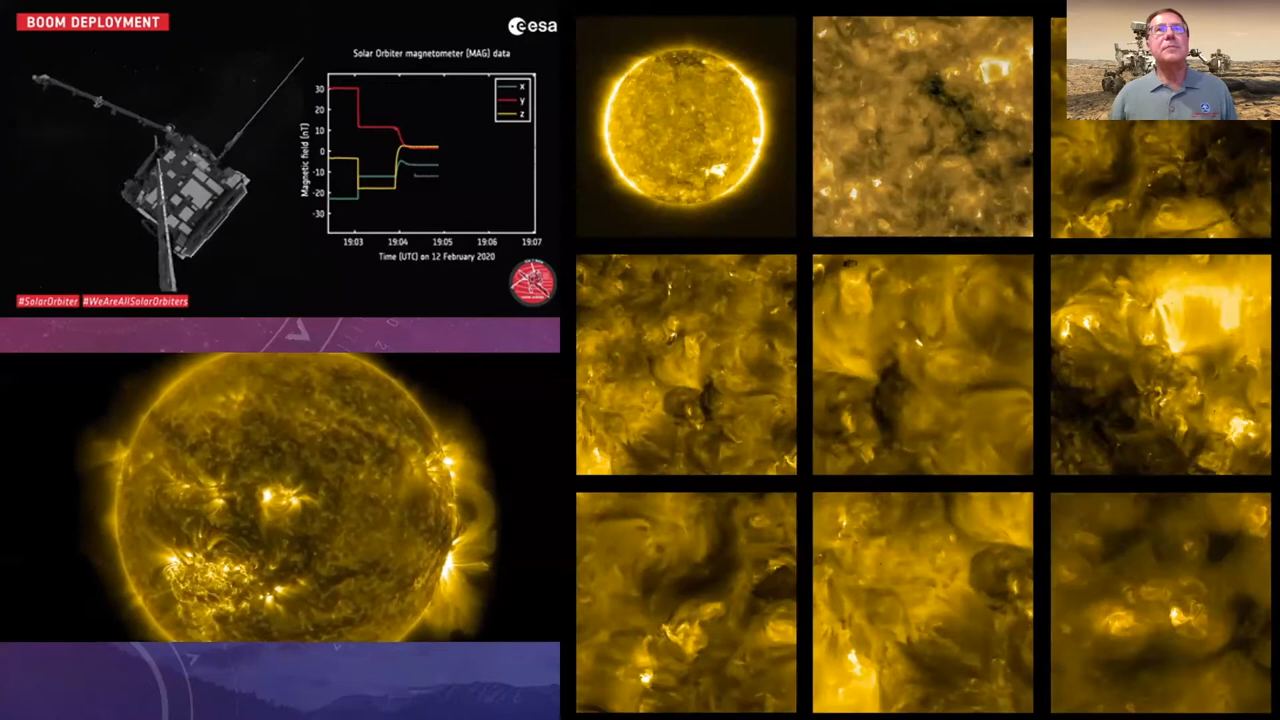 BOOM DEPLOYMENT
esa
Solar Orbiter magnetometer (MAG) data
x
y
z
Magnetic field (nT)
30
20
10
0
-10
-20
-30
19:03 19:04 19:05 19:06 19:07
Time (UTC) on 12 February 2020
#SolarOrbiter #WeAreAllSolarOrbiters